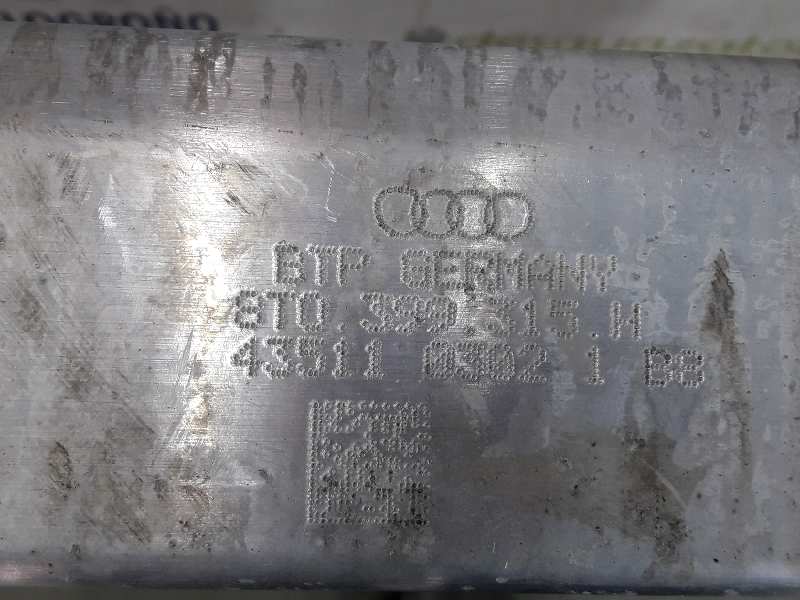 BTP GERMANY
8T0.399.315.H
43511 0302 1 B8